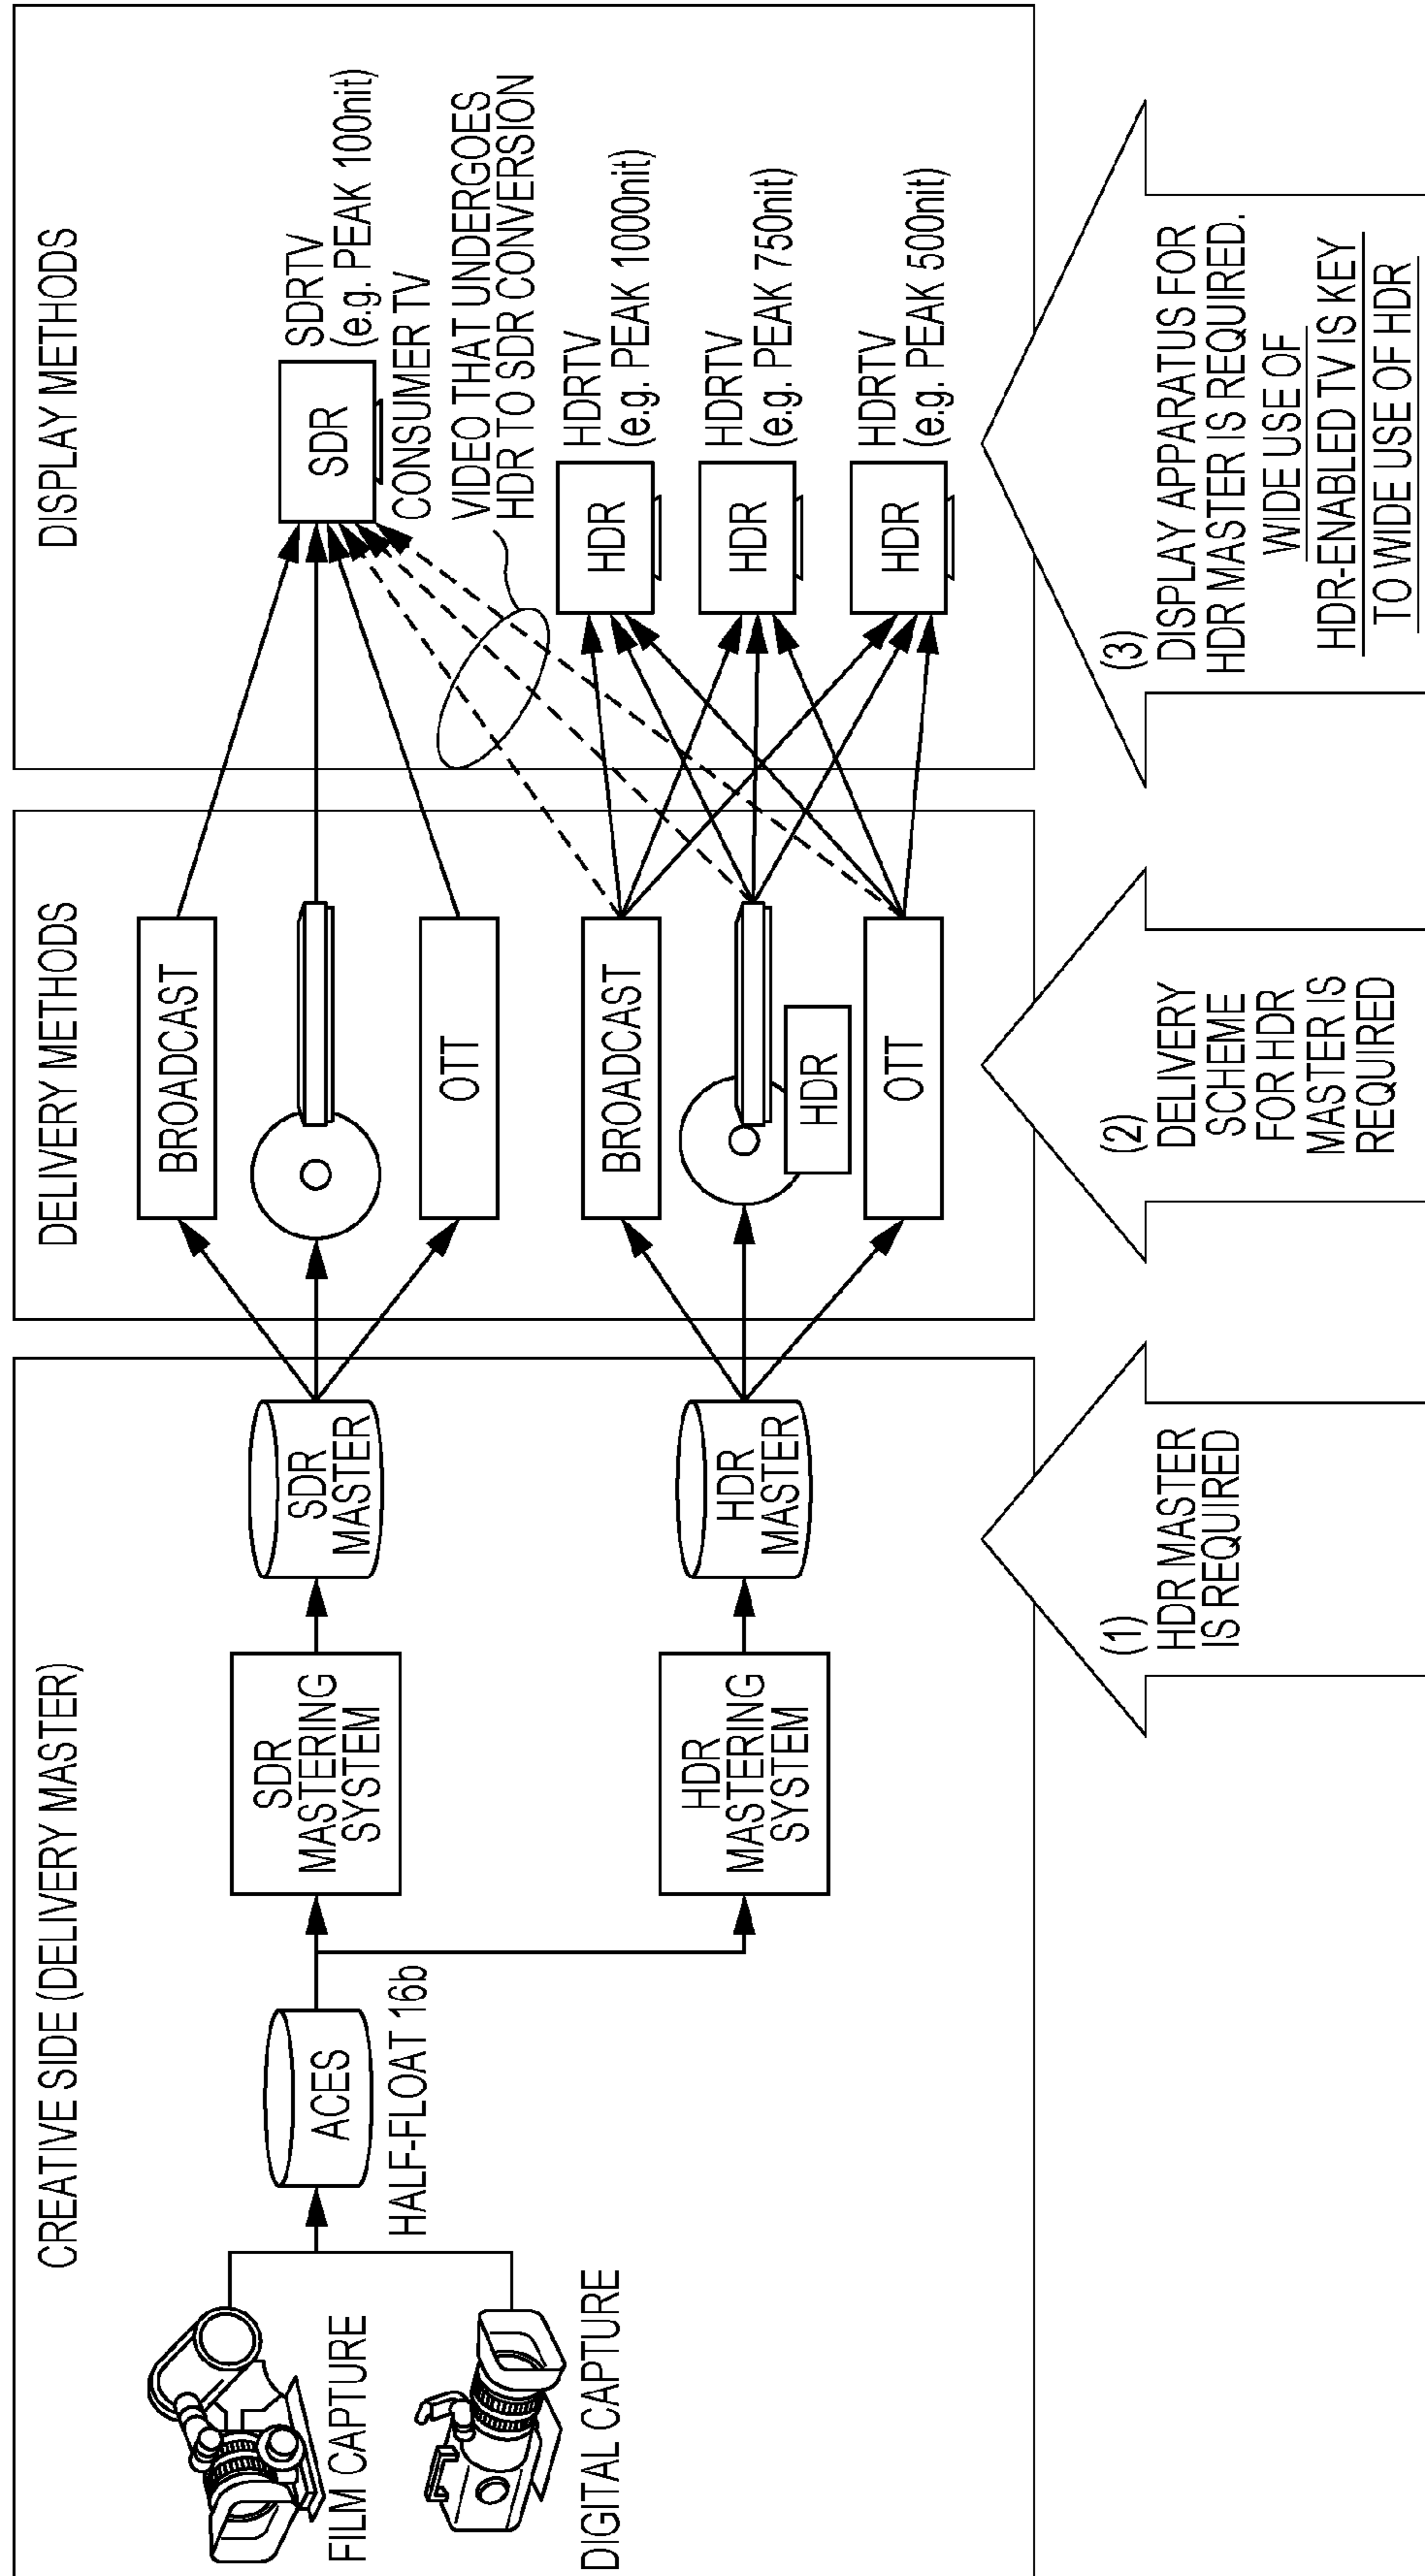 CREATIVE SIDE (DELIVERY MASTER)
FILM CAPTURE
DIGITAL CAPTURE
ACES
HALF-FLOAT 16b
SDR
MASTERING
SYSTEM
SDR
MASTER
HDR
MASTERING
SYSTEM
HDR
MASTER
DELIVERY METHODS
BROADCAST
OTT
BROADCAST
HDR
OTT
DISPLAY METHODS
SDR
SDRTV
(e.g. PEAK 100nit)
CONSUMER TV
VIDEO THAT UNDERGOES
HDR TO SDR CONVERSION
HDR
HDRTV
(e.g. PEAK 1000nit)
HDR
HDRTV
(e.g. PEAK 750nit)
HDR
HDRTV
(e.g. PEAK 500nit)
(1)
HDR MASTER
IS REQUIRED
(2)
DELIVERY
SCHEME
FOR HDR
MASTER IS
REQUIRED
(3)
DISPLAY APPARATUS FOR
HDR MASTER IS REQUIRED.
WIDE USE OF
HDR-ENABLED TV IS KEY
TO WIDE USE OF HDR